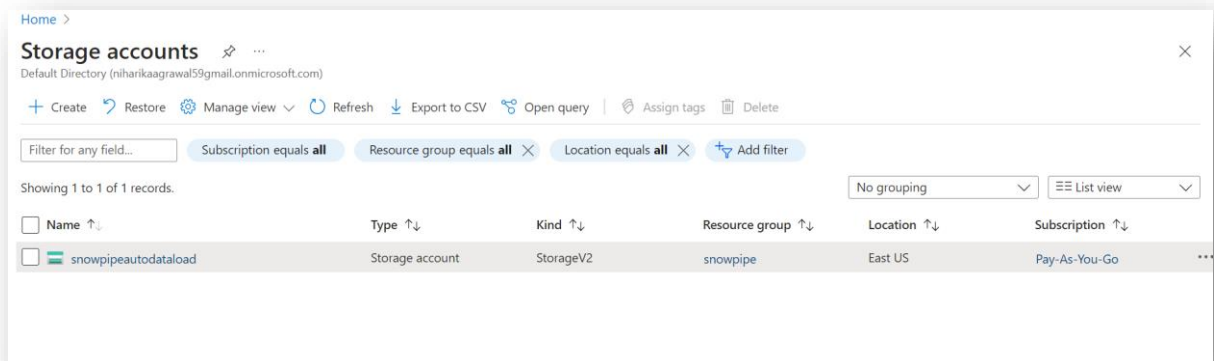 Home >
Storage accounts ...
Default Directory (niharikaagrawal59gmail.onmicrosoft.com)
+ Create Restore Manage view Refresh Export to CSV Open query | Assign tags Delete
Filter for any field... Subscription equals all Resource group equals all × Location equals all × Add filter
Showing 1 to 1 of 1 records. No grouping List view
Name ↑↓ Type ↑↓ Kind ↑↓ Resource group ↑↓ Location ↑↓ Subscription ↑↓
snowpipeautodataload Storage account StorageV2 snowpipe East US Pay-As-You-Go ...